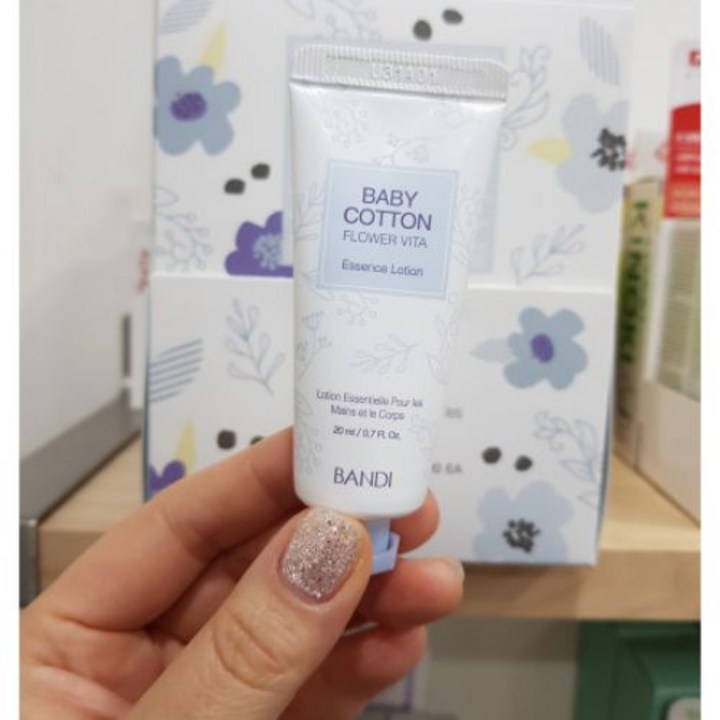 BABY
COTTON
FLOWER VITA
Essence Lotion
Lotion Essentielle Pour les
Mains et le Corps
20 ml / 0.7 Fl. Oz.
BANDI
EA